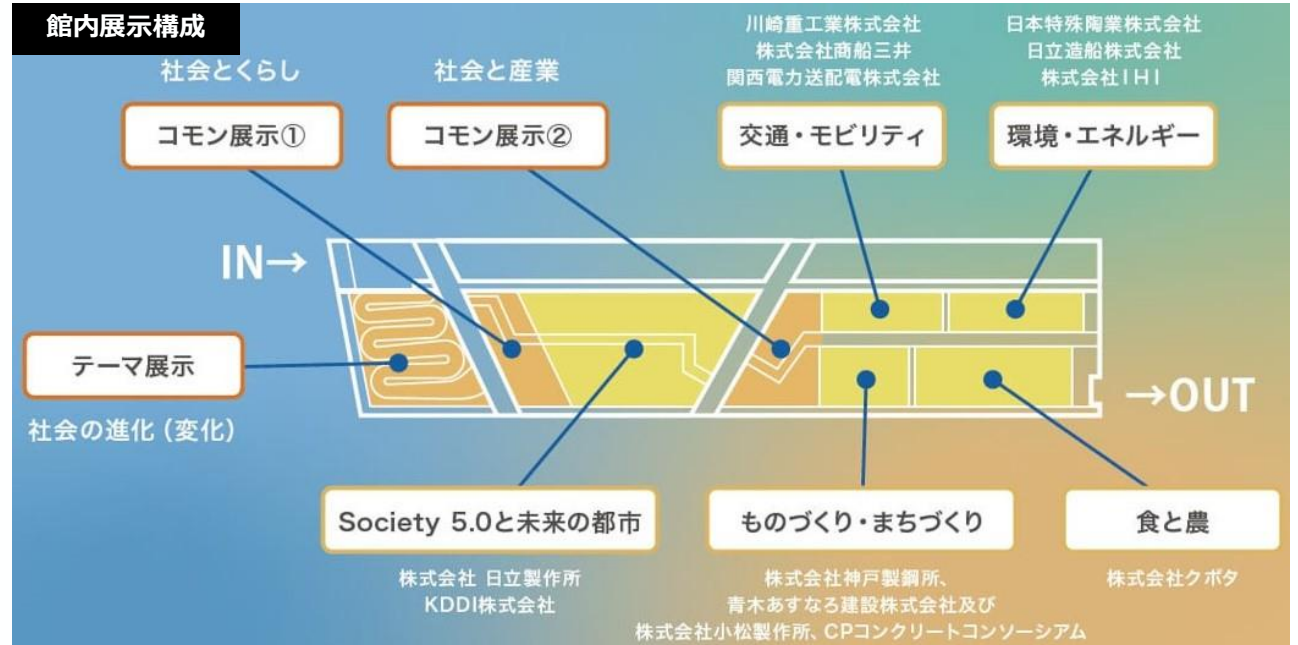 館内展示構成
社会とくらし
コモン展示①
社会と産業
コモン展示②
川崎重工業株式会社
株式会社商船三井
関西電力送配電株式会社
交通・モビリティ
日本特殊陶業株式会社
日立造船株式会社
株式会社IHI
環境・エネルギー
IN→
テーマ展示
社会の進化(変化)
→OUT
Society 5.0と未来の都市
株式会社 日立製作所
KDDI株式会社
ものづくり・まちづくり
株式会社神戸製鋼所、
青木あすなろ建設株式会社及び
株式会社小松製作所、CPコンクリートコンソーシアム
食と農
株式会社クボタ